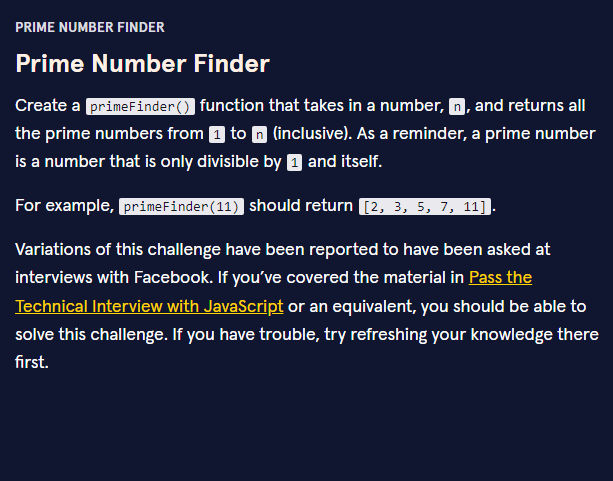 PRIME NUMBER FINDER
Prime Number Finder
Create a primeFinder() function that takes in a number, n, and returns all
the prime numbers from 1 to n (inclusive). As a reminder, a prime number
is a number that is only divisible by 1 and itself.
For example, primeFinder(11) should return [2, 3, 5, 7, 11].
Variations of this challenge have been reported to have been asked at
interviews with Facebook. If you’ve covered the material in Pass the
Technical Interview with JavaScript or an equivalent, you should be able to
solve this challenge. If you have trouble, try refreshing your knowledge there
first.